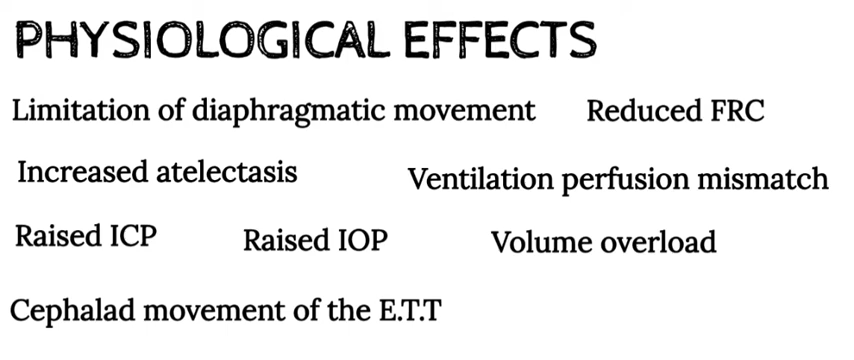 PHYSIOLOGICAL EFFECTS
Limitation of diaphragmatic movement Reduced FRC
Increased atelectasis Ventilation perfusion mismatch
Raised ICP Raised IOP Volume overload
Cephalad movement of the E.T.T